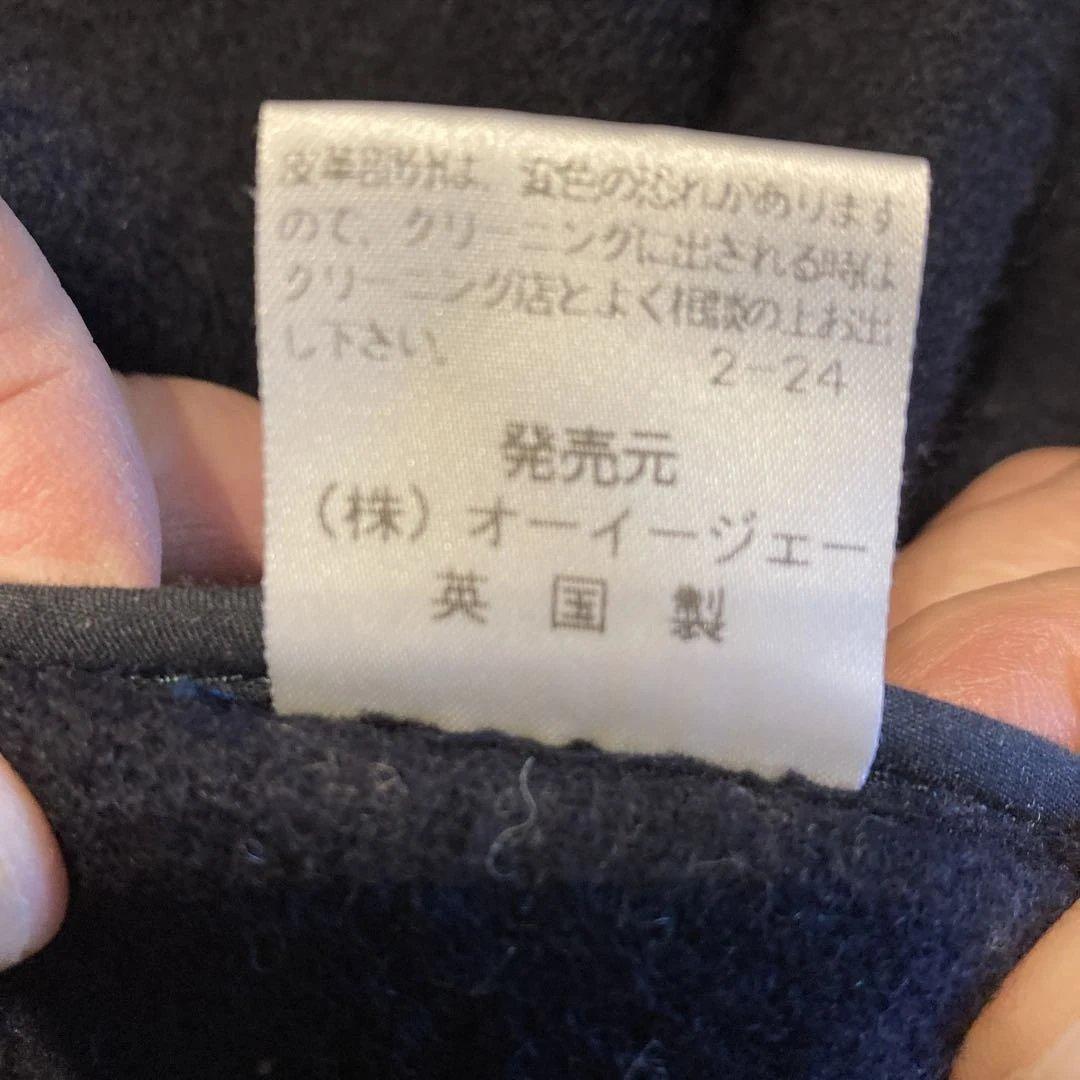 皮革部分は、変色の恐れがあります
ので、クリーニングに出される時は
クリーニング店とよく相談の上お出
し下さい。
2-24
発売元
(株)オーイージェー
英国製